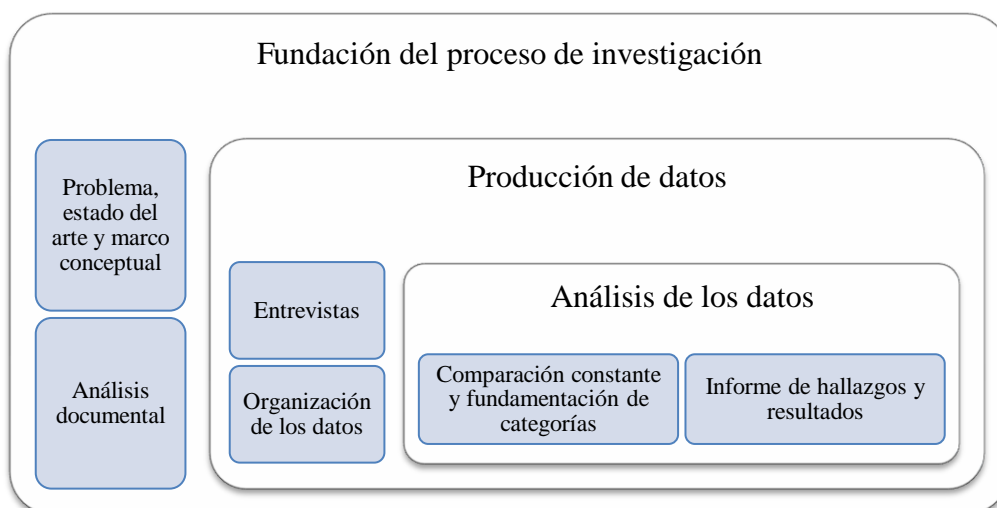 Fundación del proceso de investigación
Problema,
estado del
arte y marco
conceptual
Análisis
documental
Producción de datos
Entrevistas
Organización
de los datos
Análisis de los datos
Comparación constante
y fundamentación de
categorías
Informe de hallazgos y
resultados